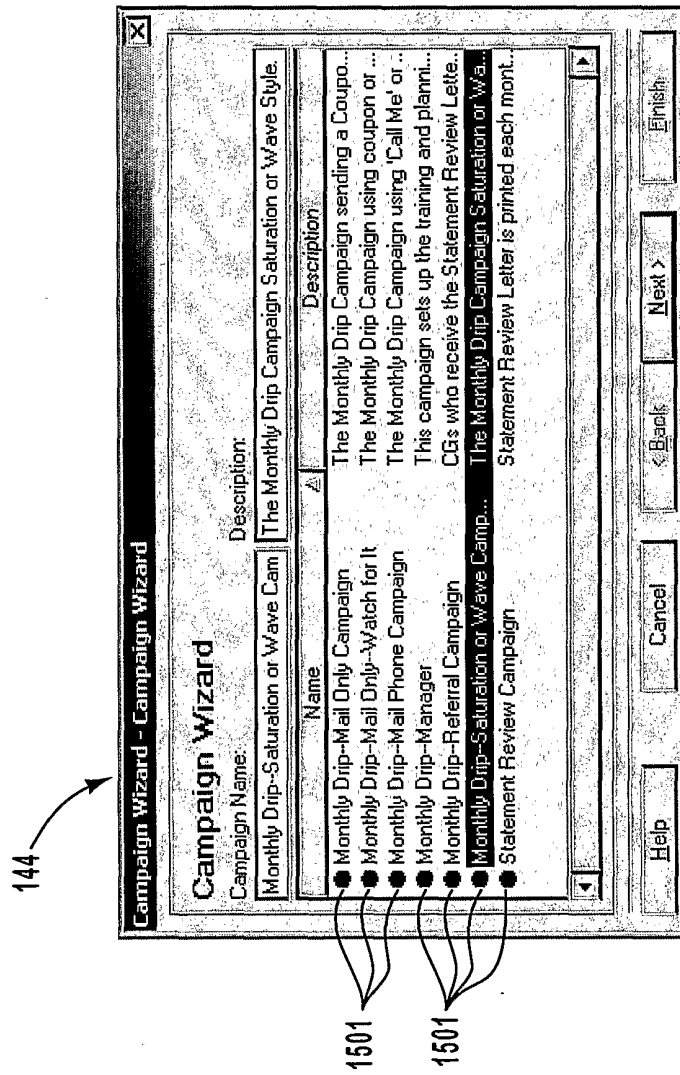 144
Campaign Wizard - Campaign Wizard
Campaign Wizard
Campaign Name:
Description:
Monthly Drip--Saturation or Wave Cam
The Monthly Drip Campaign Saturation or Wave Style.
Name
Description
Monthly Drip--Mail Only Campaign
The Monthly Drip Campaign sending a Coupo...
Monthly Drip--Mail Only--Watch for It
The Monthly Drip Campaign using coupon or ...
Monthly Drip--Mail Phone Campaign
The Monthly Drip Campaign using 'Call Me' or ..
Monthly Drip--Manager
This campaign sets up the training and planni...
Monthly Drip--Referral Campaign
CGs who receive the Statement Review Lette..
Monthly Drip--Saturation or Wave Camp...
The Monthly Drip Campaign Saturation or Wa...
Statement Review Campaign
Statement Review Letter is printed each mont...
1501
1501
Help
Cancel
< Back
Next >
Finish